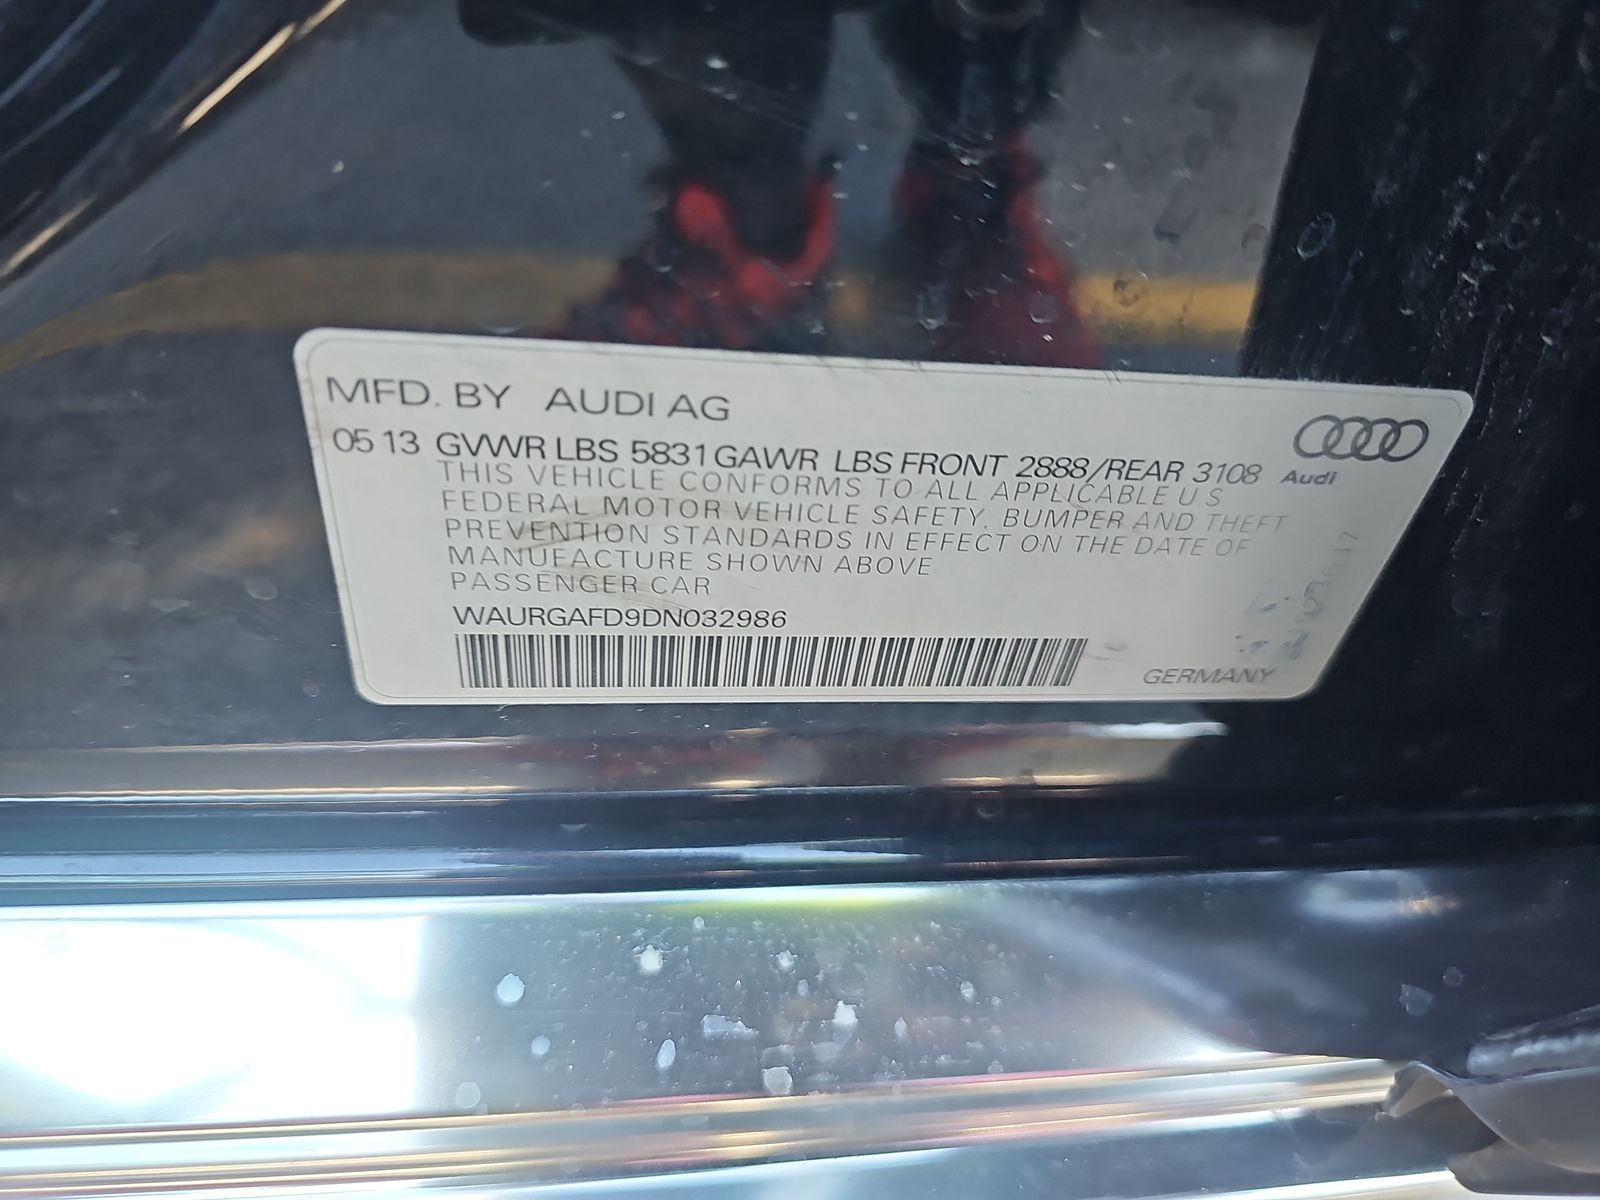 MFD. BY AUDI AG
05 13 GVWR LBS 5831 GAWR LBS FRONT 2888/REAR 3108
Audi
THIS VEHICLE CONFORMS TO ALL APPLICABLE U.S.
FEDERAL MOTOR VEHICLE SAFETY, BUMPER AND THEFT
PREVENTION STANDARDS IN EFFECT ON THE DATE OF
MANUFACTURE SHOWN ABOVE
PASSENGER CAR
WAURGAFD9DN032986
GERMANY